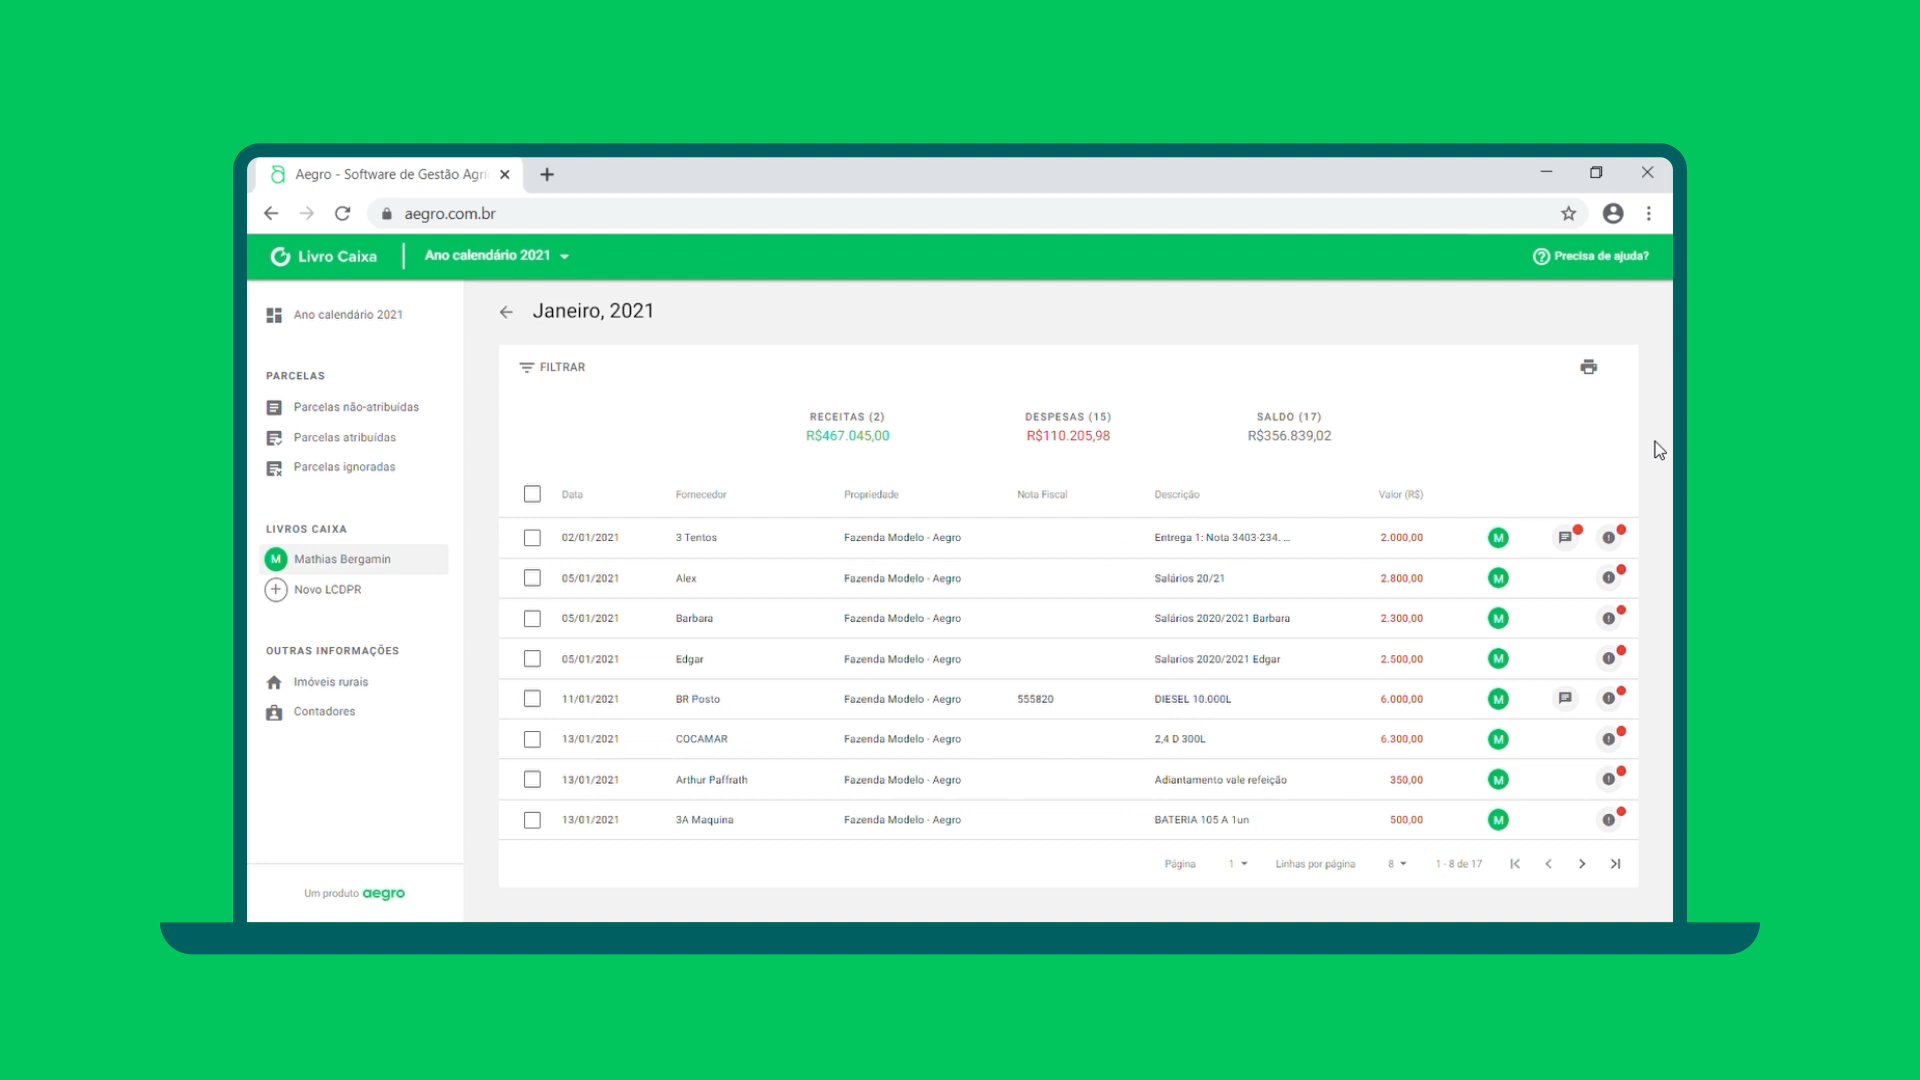 Aegro - Software de Gestão Agri
aegro.com.br
Livro Caixa
Ano calendário 2021
Precisa de ajuda?
Ano calendário 2021
PARCELAS
Parcelas não-atribuídas
Parcelas atribuídas
Parcelas ignoradas
LIVROS CAIXA
M Mathias Bergamin
Novo LCDPR
OUTRAS INFORMAÇÕES
Imóveis rurais
Contadores
Um produto aegro
Janeiro, 2021
FILTRAR
RECEITAS (2) DESPESAS (15) SALDO (17)
R$467.045,00 R$110.205,98 R$356.839,02
Data Fornecedor Propriedade Nota Fiscal Descrição Valor (R$)
02/01/2021 3 Tentos Fazenda Modelo - Aegro Entrega 1: Nota 3403-234. ... 2.000,00 M
05/01/2021 Alex Fazenda Modelo - Aegro Salários 20/21 2.800,00 M
05/01/2021 Barbara Fazenda Modelo - Aegro Salários 2020/2021 Barbara 2.300,00 M
05/01/2021 Edgar Fazenda Modelo - Aegro Salarios 2020/2021 Edgar 2.500,00 M
11/01/2021 BR Posto Fazenda Modelo - Aegro 555820 DIESEL 10.000L 6.000,00 M
13/01/2021 COCAMAR Fazenda Modelo - Aegro 2,4 D 300L 6.300,00 M
13/01/2021 Arthur Paffrath Fazenda Modelo - Aegro Adiantamento vale refeição 350,00 M
13/01/2021 3A Maquina Fazenda Modelo - Aegro BATERIA 105 A 1un 500,00 M
Página 1 Linhas por página 8 1 - 8 de 17